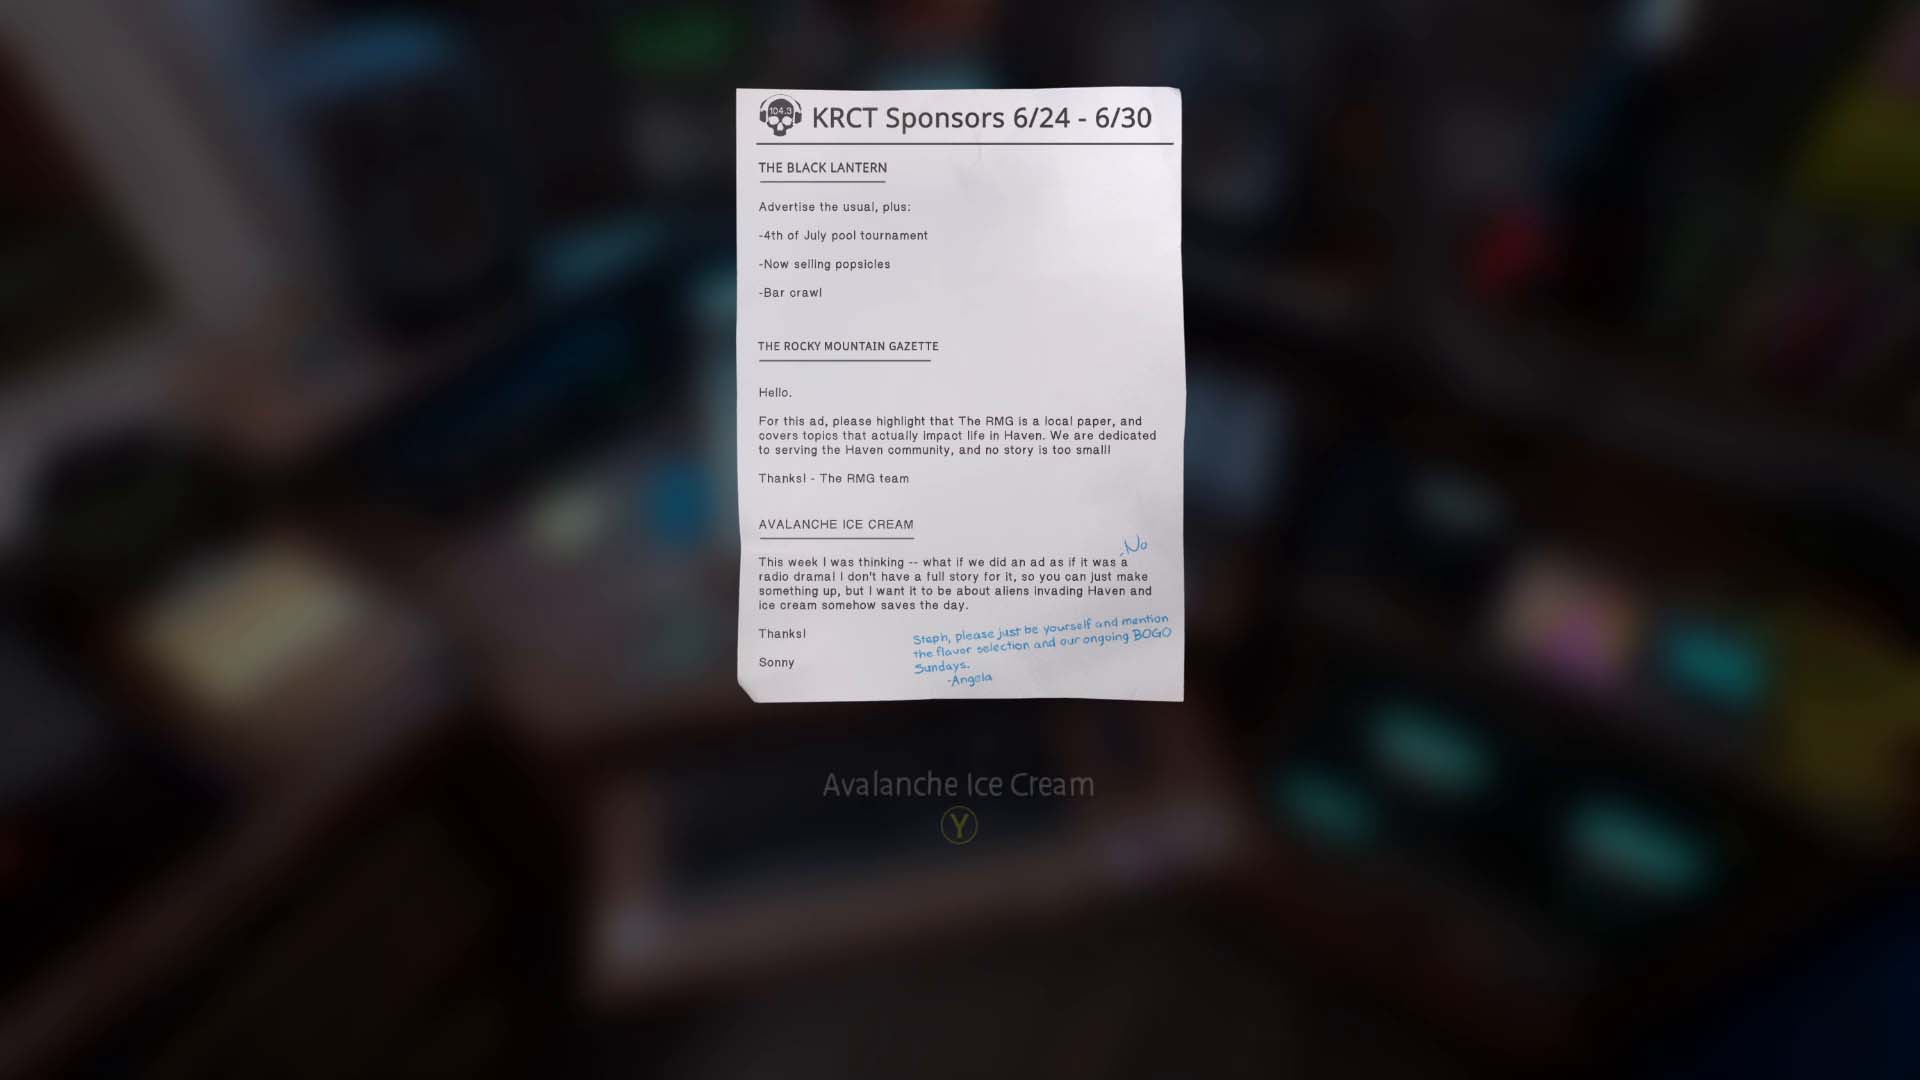 104.3
KRCT Sponsors 6/24 - 6/30
THE BLACK LANTERN
Advertise the usual, plus:
-4th of July pool tournament
-Now selling popsicles
-Bar crawl
THE ROCKY MOUNTAIN GAZETTE
Hello.
For this ad, please highlight that The RMG is a local paper, and
covers topics that actually impact life in Haven. We are dedicated
to serving the Haven community, and no story is too small!
Thanks! - The RMG team
AVALANCHE ICE CREAM
No
This week I was thinking -- what if we did an ad as if it was a
radio drama! I don't have a full story for it, so you can just make
something up, but I want it to be about aliens invading Haven and
ice cream somehow saves the day.
Thanks!
Sonny
Steph, please just be yourself and mention
the flavor selection and our ongoing BOGO
Sundays.
-Angela
Avalanche Ice Cream
Y